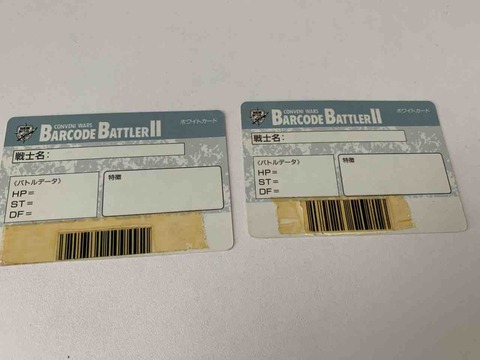 CONVENI WARS
BARCODE BATTLER II
ホワイトカード
戦士名:
〈バトルデータ〉
HP=
ST=
DF=
特徴
CONVENI WARS
BARCODE BATTLER II
ホワイトカード
戦士名:
〈バトルデータ〉
HP=
ST=
DF=
特徴